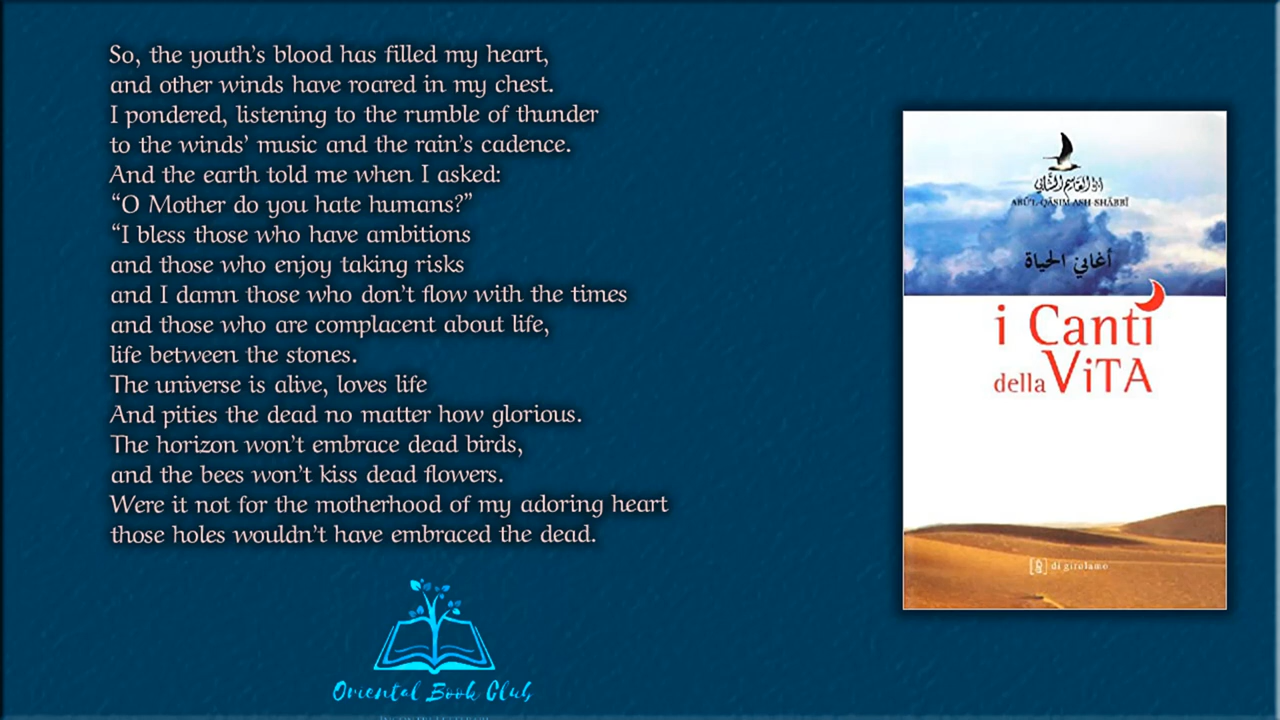 So, the youth's blood has filled my heart,
and other winds have roared in my chest.
I pondered, listening to the rumble of thunder
to the winds' music and the rain's cadence.
And the earth told me when I asked:
“O Mother do you hate humans?”
“I bless those who have ambitions
and those who enjoy taking risks
and I damn those who don't flow with the times
and those who are complacent about life,
life between the stones.
The universe is alive, loves life
And pities the dead no matter how glorious.
The horizon won't embrace dead birds,
and the bees won't kiss dead flowers.
Were it not for the motherhood of my adoring heart
those holes wouldn't have embraced the dead.
Oriental Book Club
أبو القاسم الشابي
ABŪ'L-QĀSIM ASH-SHĀBBĪ
أغاني الحياة
i Canti
della ViTA
di girolamo